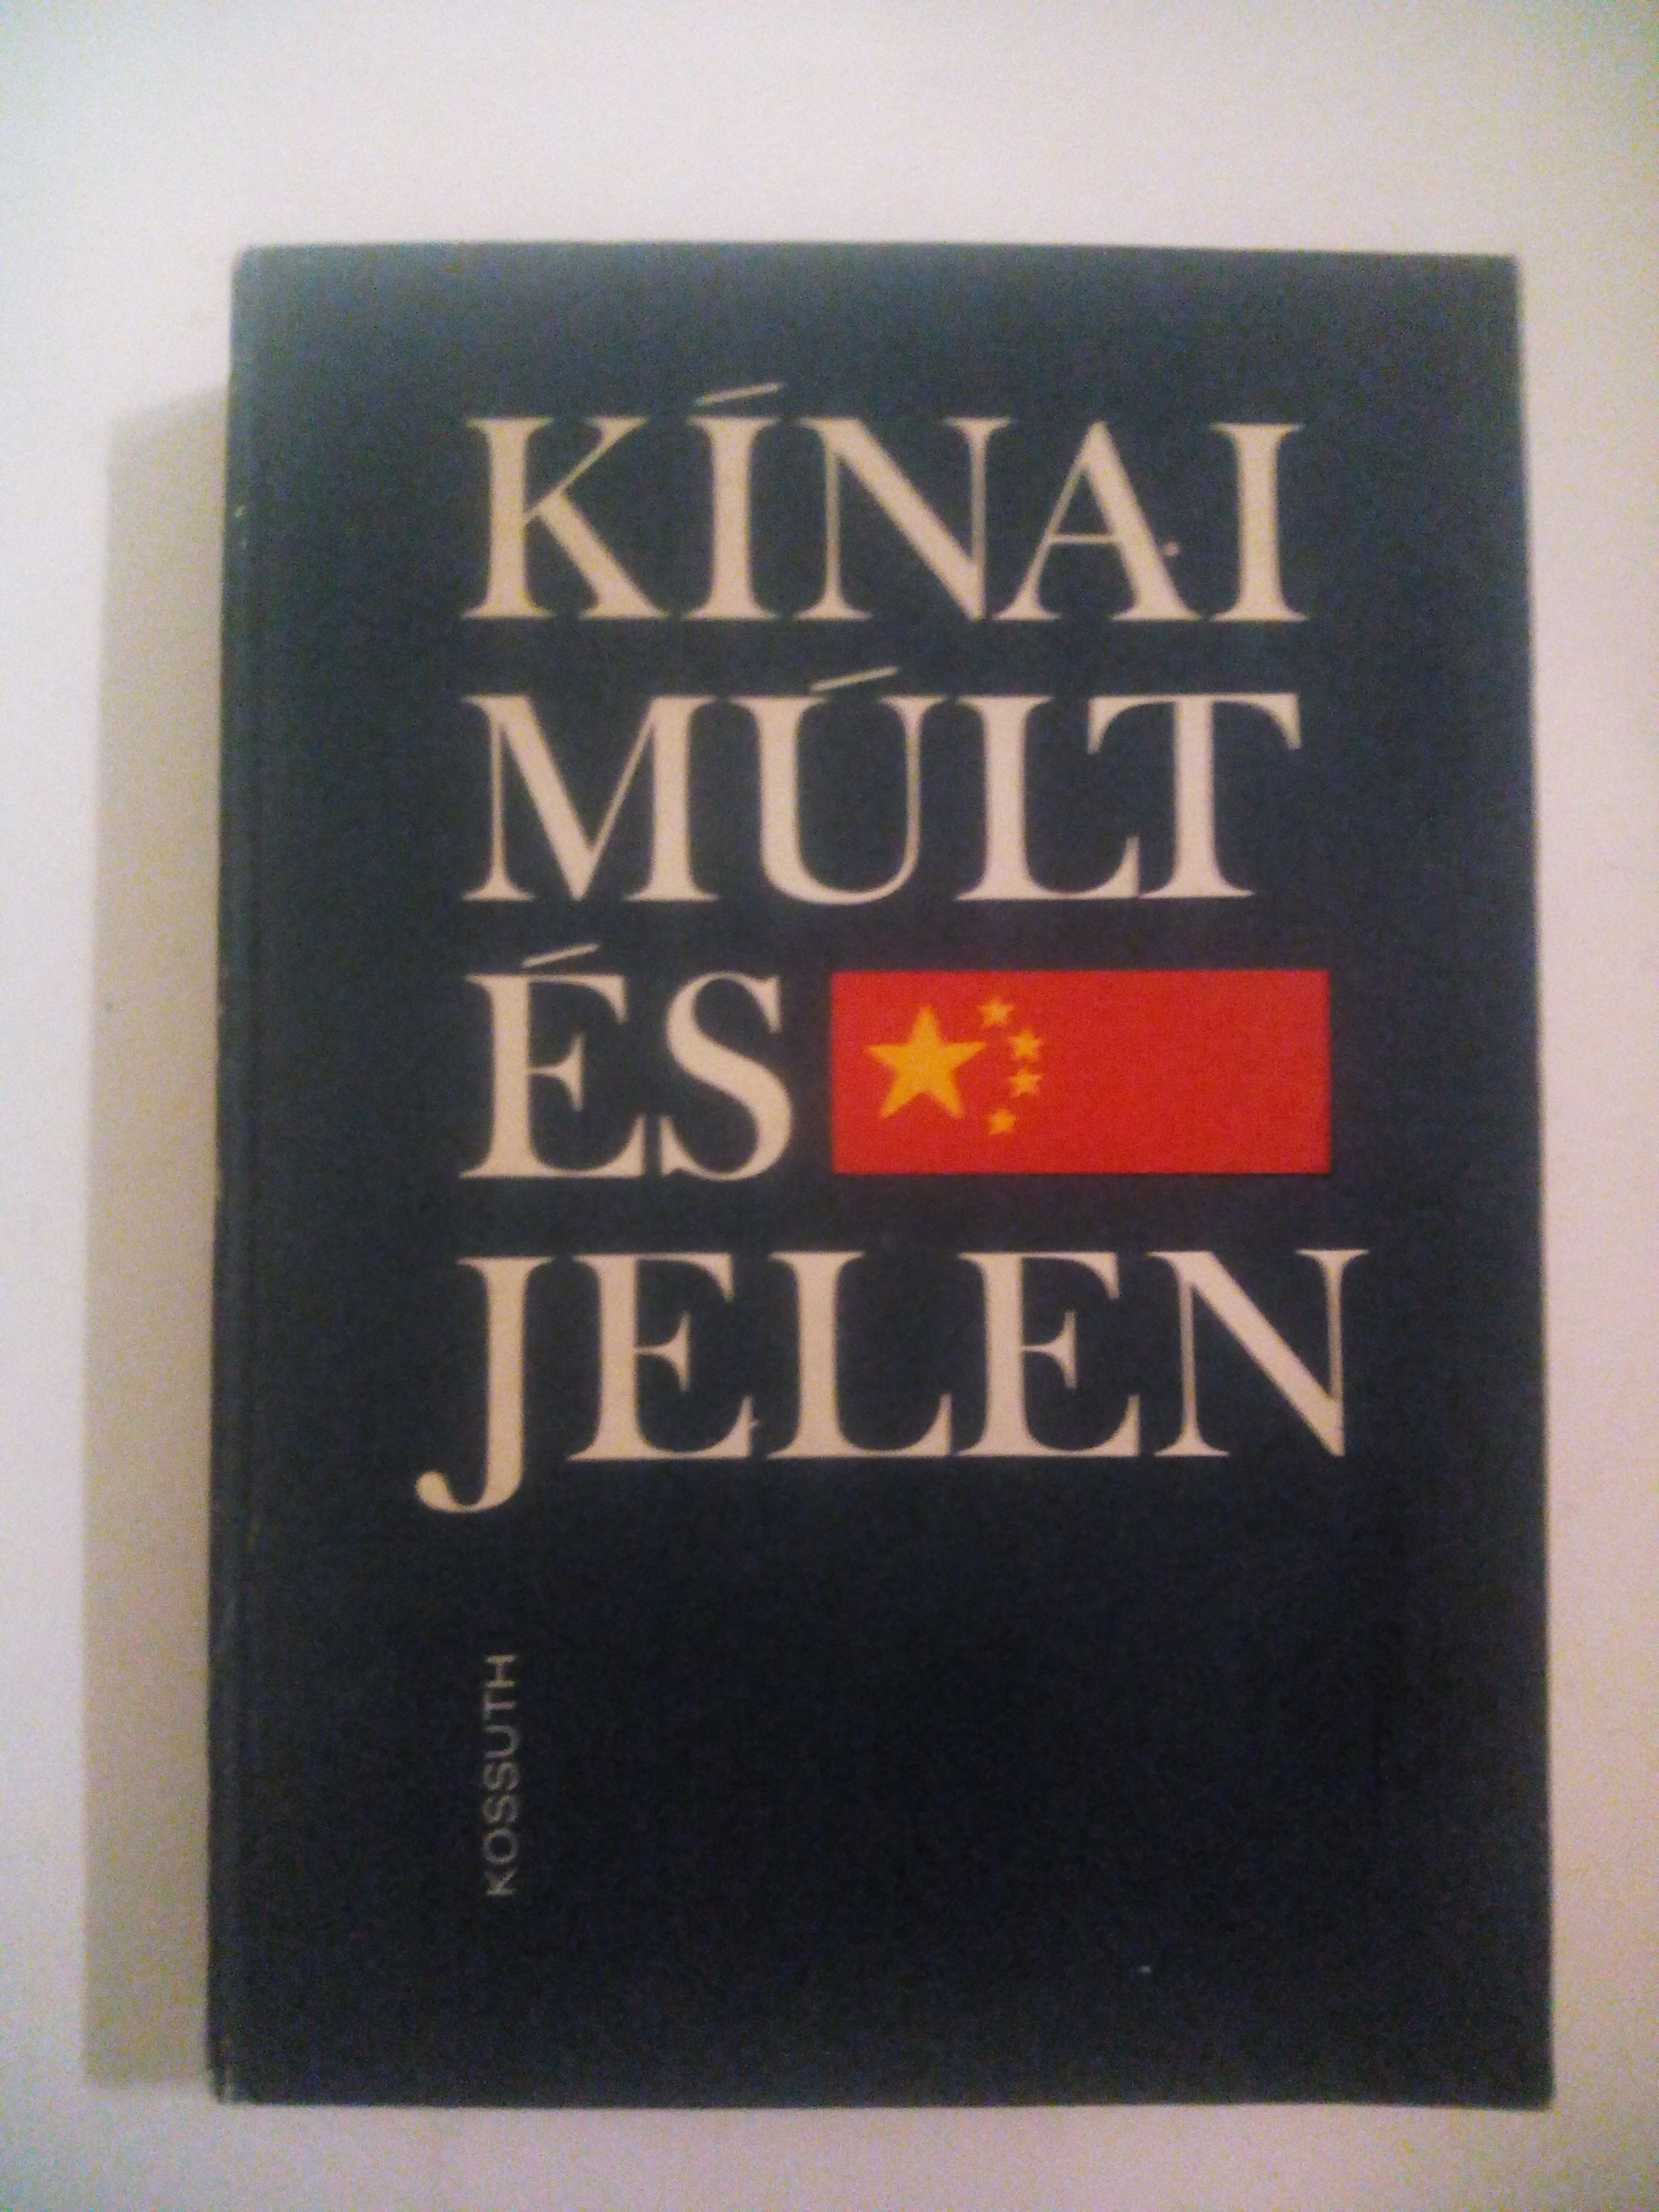 KÍNAI
MÚLT
ÉS
JELEN
KOSSUTH